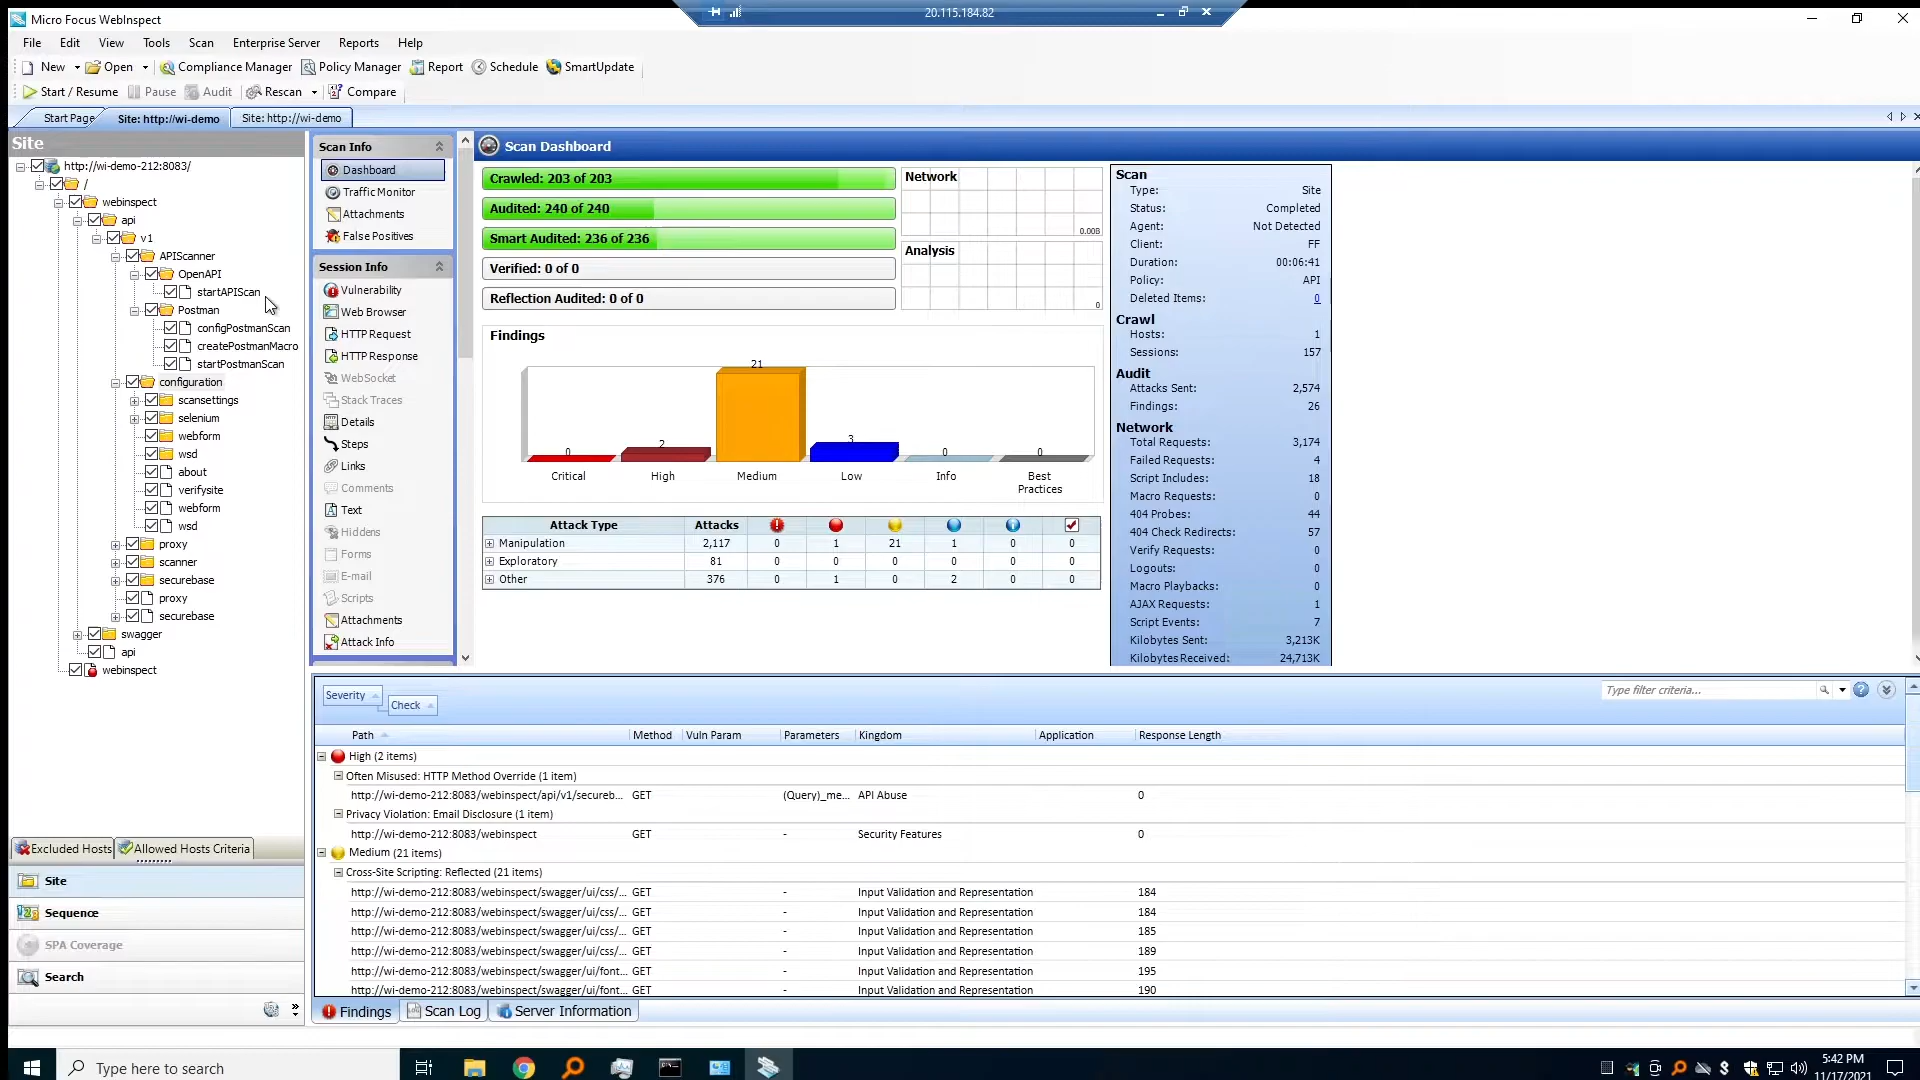 Micro Focus WebInspect
20.115.184.82
File Edit View Tools Scan Enterprise Server Reports Help
New Open Compliance Manager Policy Manager Report Schedule SmartUpdate
Start / Resume Pause Audit Rescan Compare
Start Page Site: http://wi-demo Site: http://wi-demo
Site
http://wi-demo-212:8083/
/
webinspect
api
v1
APIScanner
OpenAPI
startAPIScan
Postman
configPostmanScan
createPostmanMacro
startPostmanScan
configuration
scansettings
selenium
webform
wsd
about
verifysite
webform
wsd
proxy
scanner
securebase
proxy
securebase
swagger
api
webinspect
Excluded Hosts Allowed Hosts Criteria
Site
Sequence
SPA Coverage
Search
Scan Info
Dashboard
Traffic Monitor
Attachments
False Positives
Session Info
Vulnerability
Web Browser
HTTP Request
HTTP Response
WebSocket
Stack Traces
Details
Steps
Links
Comments
Text
Hiddens
Forms
E-mail
Scripts
Attachments
Attack Info
Scan Dashboard
Crawled: 203 of 203
Audited: 240 of 240
Smart Audited: 236 of 236
Verified: 0 of 0
Reflection Audited: 0 of 0
Network
0.00B
Analysis
0
Findings
0 2 21 3 0 0
Critical High Medium Low Info Best
Practices
Attack Type Attacks
Manipulation 2,117 0 1 21 1 0 0
Exploratory 81 0 0 0 0 0 0
Other 376 0 1 0 2 0 0
Scan
Type: Site
Status: Completed
Agent: Not Detected
Client: FF
Duration: 00:06:41
Policy: API
Deleted Items: 0
Crawl
Hosts: 1
Sessions: 157
Audit
Attacks Sent: 2,574
Findings: 26
Network
Total Requests: 3,174
Failed Requests: 4
Script Includes: 18
Macro Requests: 0
404 Probes: 44
404 Check Redirects: 57
Verify Requests: 0
Logouts: 0
Macro Playbacks: 0
AJAX Requests: 1
Script Events: 7
Kilobytes Sent: 3,213K
Kilobytes Received: 24,713K
Severity
Check
Type filter criteria...
Path Method Vuln Param Parameters Kingdom Application Response Length
High (2 items)
Often Misused: HTTP Method Override (1 item)
http://wi-demo-212:8083/webinspect/api/v1/secureb... GET (Query)_me... API Abuse 0
Privacy Violation: Email Disclosure (1 item)
http://wi-demo-212:8083/webinspect GET - Security Features 0
Medium (21 items)
Cross-Site Scripting: Reflected (21 items)
http://wi-demo-212:8083/webinspect/swagger/ui/css/... GET - Input Validation and Representation 184
http://wi-demo-212:8083/webinspect/swagger/ui/css/... GET - Input Validation and Representation 184
http://wi-demo-212:8083/webinspect/swagger/ui/css/... GET - Input Validation and Representation 185
http://wi-demo-212:8083/webinspect/swagger/ui/css/... GET - Input Validation and Representation 189
http://wi-demo-212:8083/webinspect/swagger/ui/font... GET - Input Validation and Representation 195
http://wi-demo-212:8083/webinspect/swagger/ui/font... GET - Input Validation and Representation 190
Findings Scan Log Server Information
Type here to search
5:42 PM
11/17/2021